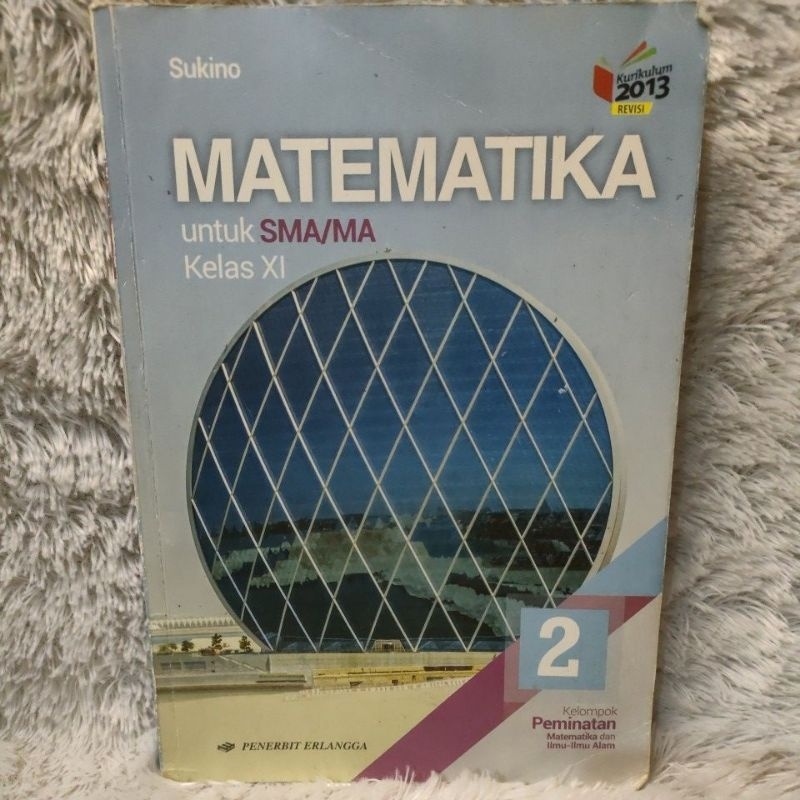 Sukino
Kurikulum
2013
REVISI
MATEMATIKA
untuk SMA/MA
Kelas XI
2
Kelompok
Peminatan
Matematika dan
Ilmu-Ilmu Alam
PENERBIT ERLANGGA